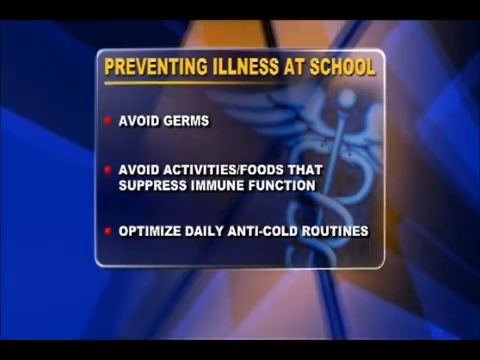 PREVENTING ILLNESS AT SCHOOL
AVOID GERMS
AVOID ACTIVITIES/FOODS THAT
SUPPRESS IMMUNE FUNCTION
OPTIMIZE DAILY ANTI-COLD ROUTINES